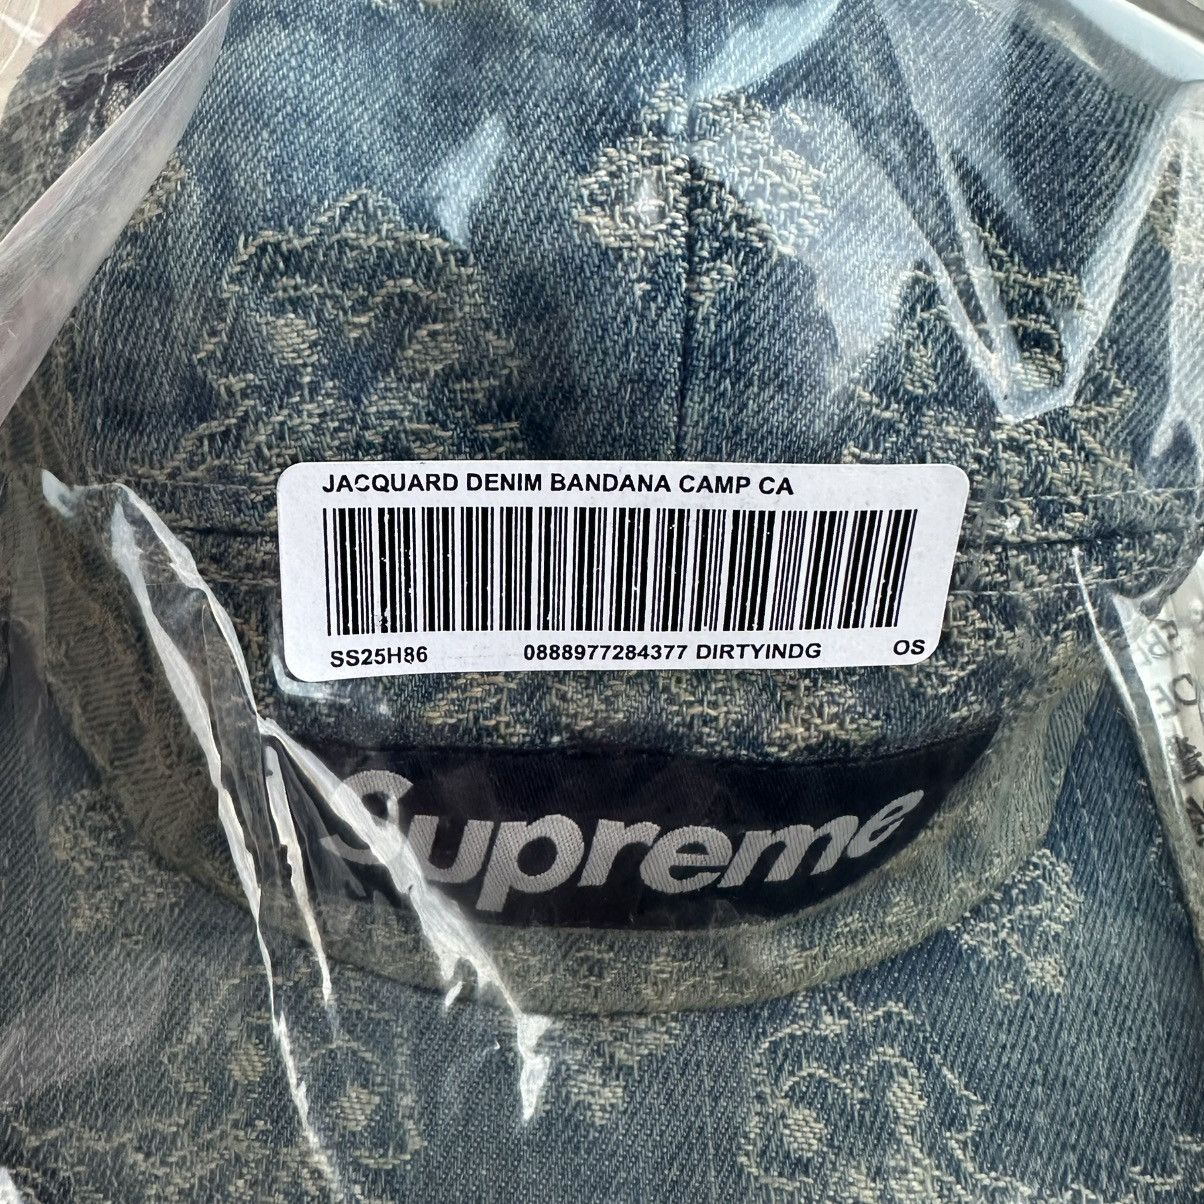 JACQUARD DENIM BANDANA CAMP CA
SS25H86 0888977284377 DIRTYINDG OS
Supreme